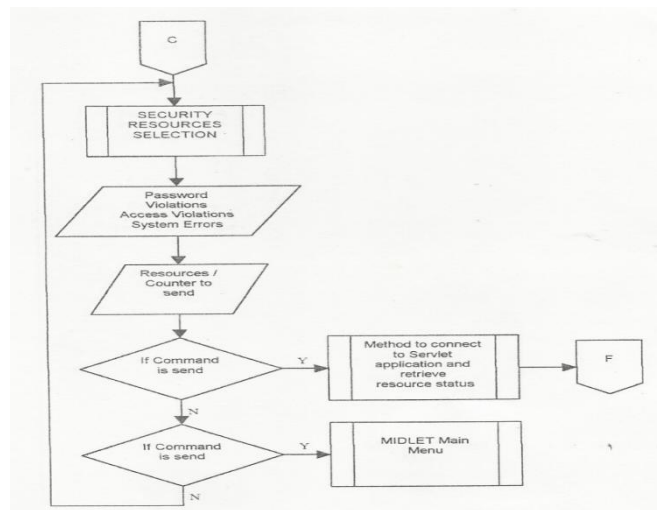 C
SECURITY
RESOURCES
SELECTION
Password
Violations
Access Violations
System Errors
Resources /
Counter to
send
If Command
is send
Y
Method to connect
to Servlet
application and
retrieve
resource status
F
N
If Command
is send
Y
MIDLET Main
Menu
N